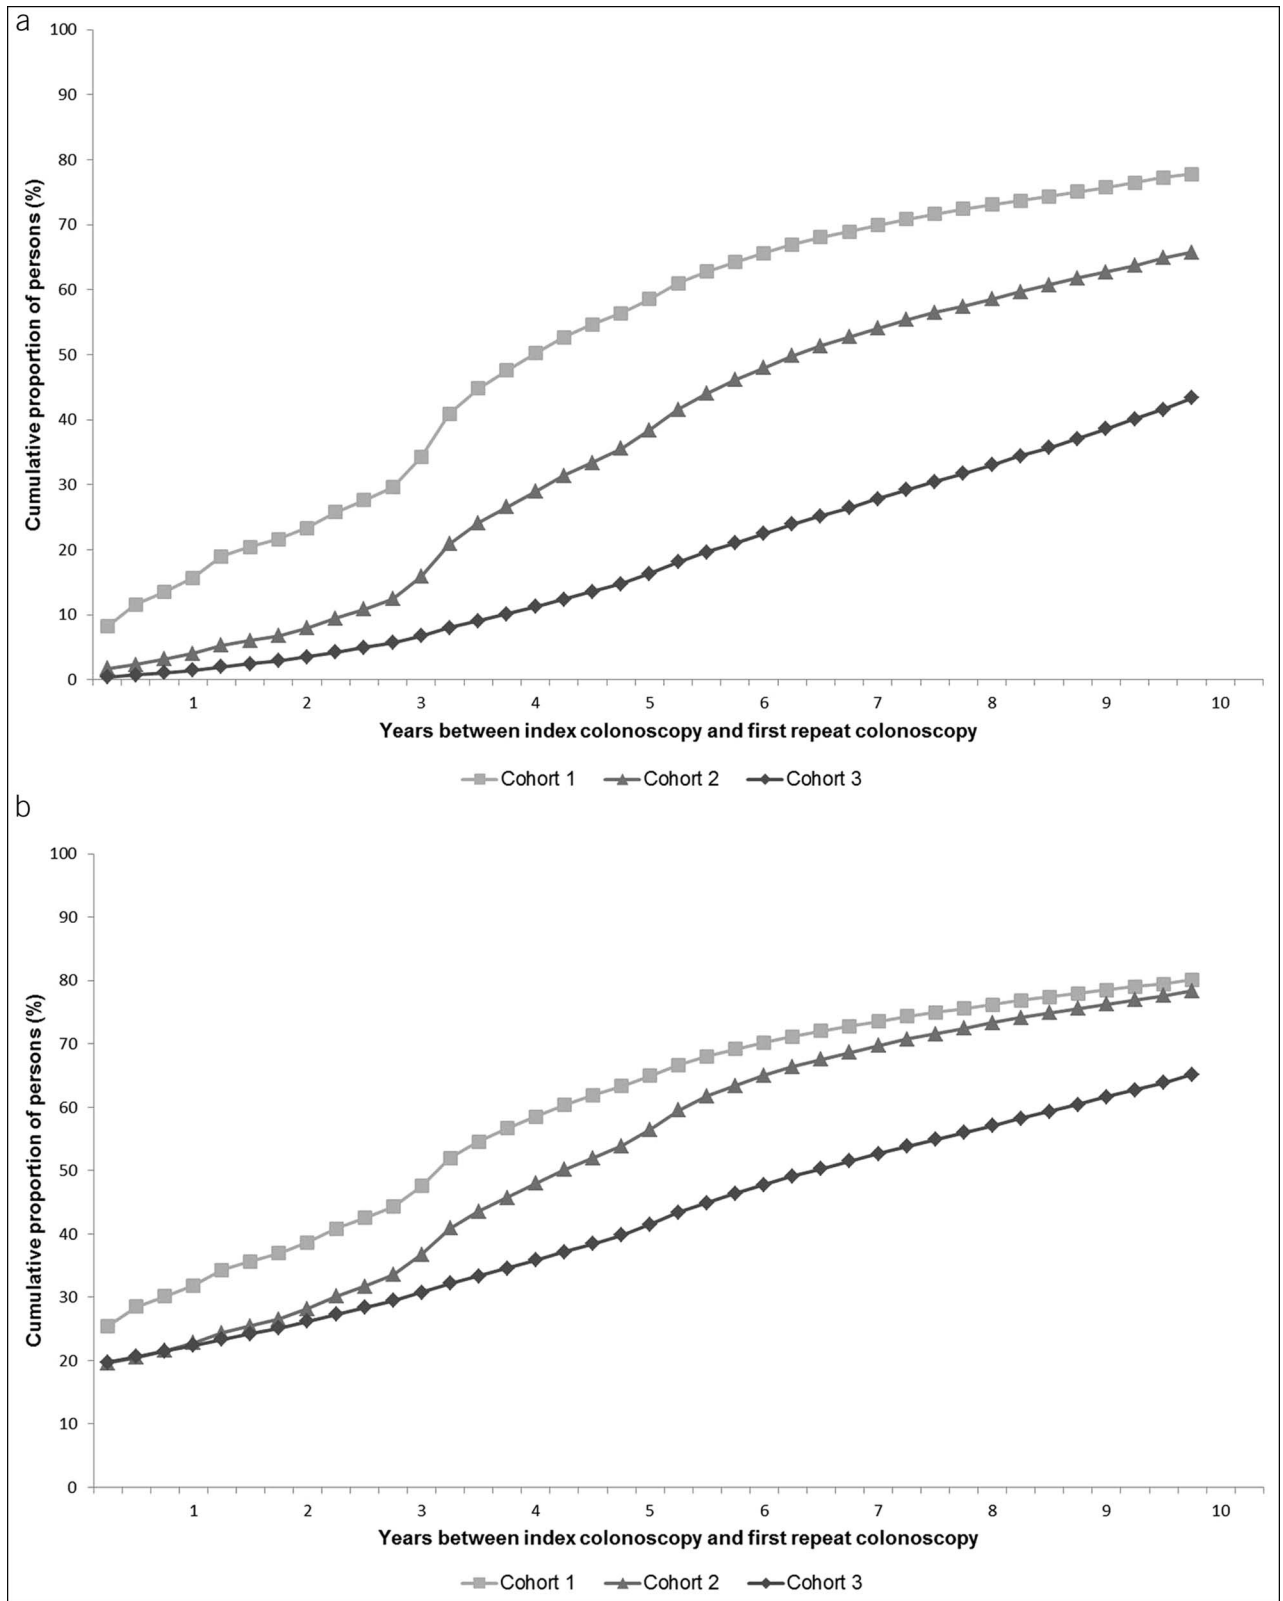 a
100
90
80
70
60
50
40
30
20
10
0
Cumulative proportion of persons (%)
1 2 3 4 5 6 7 8 9 10
Years between index colonoscopy and first repeat colonoscopy
Cohort 1 Cohort 2 Cohort 3
b
100
90
80
70
60
50
40
30
20
10
0
Cumulative proportion of persons (%)
1 2 3 4 5 6 7 8 9 10
Years between index colonoscopy and first repeat colonoscopy
Cohort 1 Cohort 2 Cohort 3